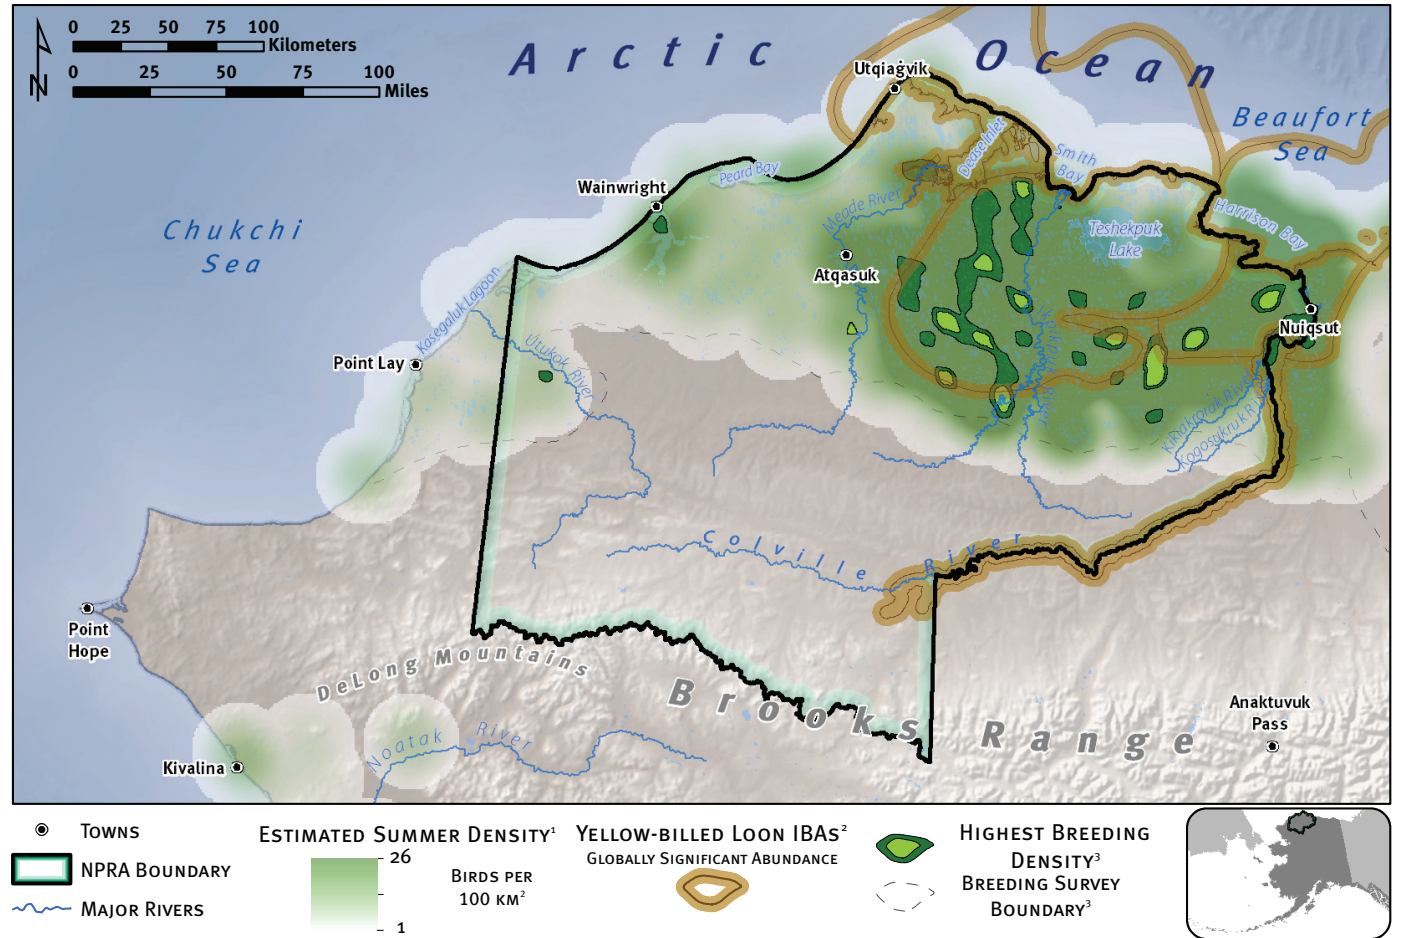 0 25 50 75 100
Kilometers
0 25 50 75 100
Miles
N
Arctic Ocean
Utqiaġvik
Beaufort
Sea
Dease Inlet
Smith
Bay
Peard Bay
Wainwright
Meade River
Harrison Bay
Teshekpuk
Lake
Chukchi
Sea
Atqasuk
Kasegaluk Lagoon
Nuiqsut
Utukok River
Point Lay
Kikiakrorak River
Kogosukruk River
Colville River
Point
Hope
DeLong Mountains
Brooks Range
Anaktuvuk
Pass
Noatak River
Kivalina
Towns
NPRA Boundary
Major Rivers
Estimated Summer Density¹
26
Birds per
100 km²
1
Yellow-billed Loon IBAs²
Globally Significant Abundance
Highest Breeding
Density³
Breeding Survey
Boundary³